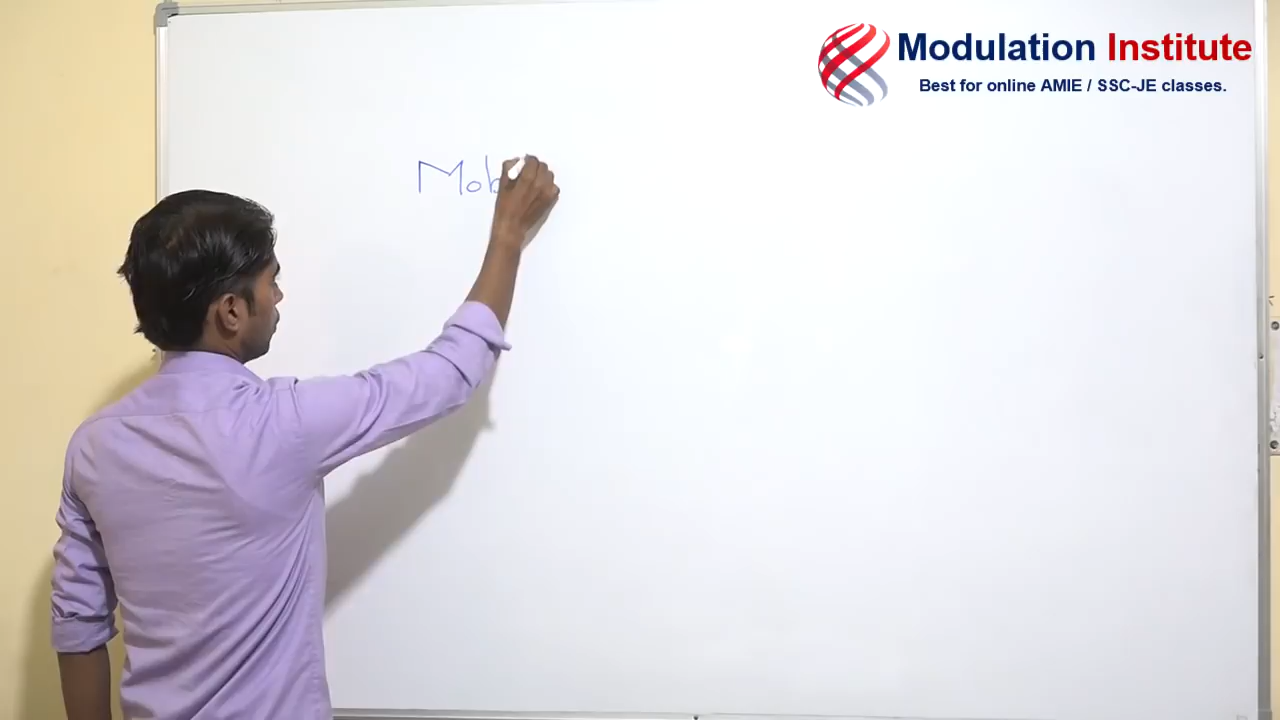 Modulation Institute
Best for online AMIE / SSC-JE classes.
Mob